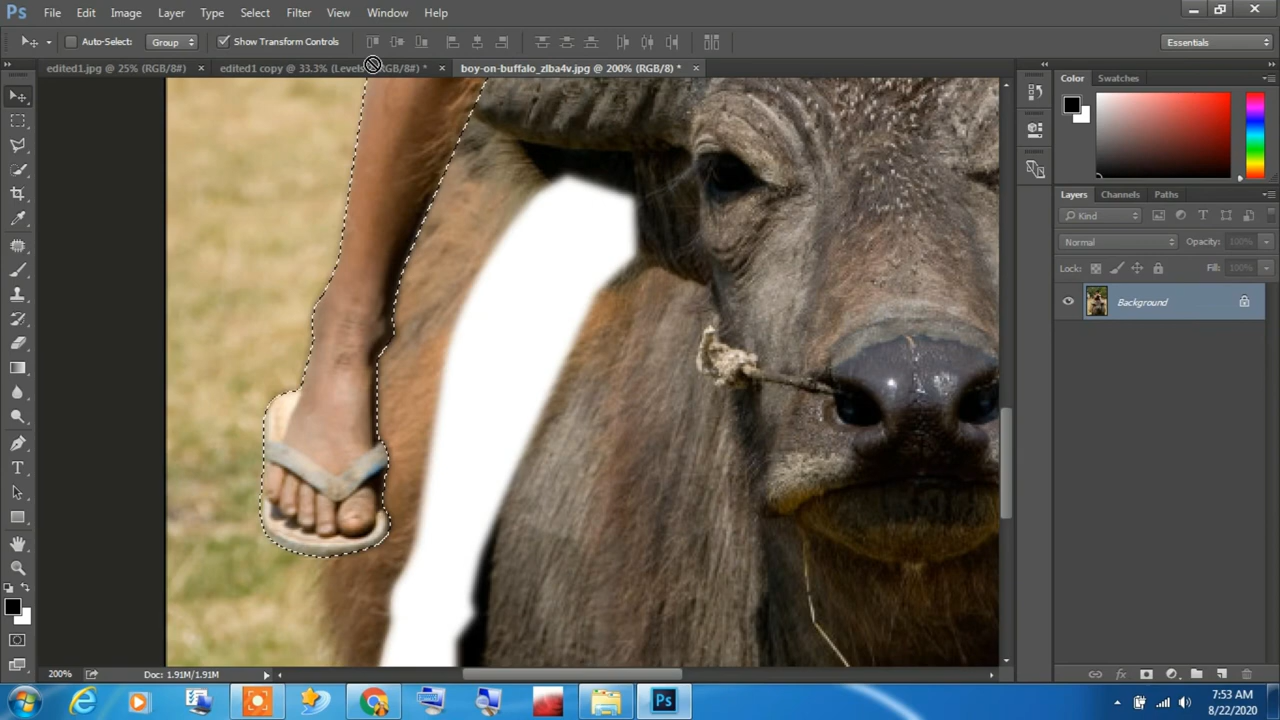 Ps File Edit Image Layer Type Select Filter View Window Help
Auto-Select: Group Show Transform Controls Essentials
edited1.jpg @ 25% (RGB/8#) × edited1 copy @ 33.3% (Levels RGB/8#) * × boy-on-buffalo_zlba4v.jpg @ 200% (RGB/8) * ×
Color Swatches
Layers Channels Paths
Kind
Normal Opacity: 100%
Lock: Fill: 100%
Background
T
200% Doc: 1.91M/1.91M
Ps
7:53 AM
8/22/2020